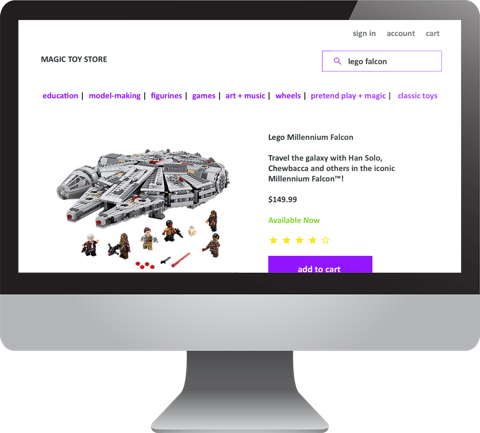 sign in account cart
MAGIC TOY STORE
lego falcon
education | model-making | figurines | games | art + music | wheels | pretend play + magic | classic toys
Lego Millennium Falcon
Travel the galaxy with Han Solo,
Chewbacca and others in the iconic
Millennium Falcon™!
$149.99
Available Now
add to cart